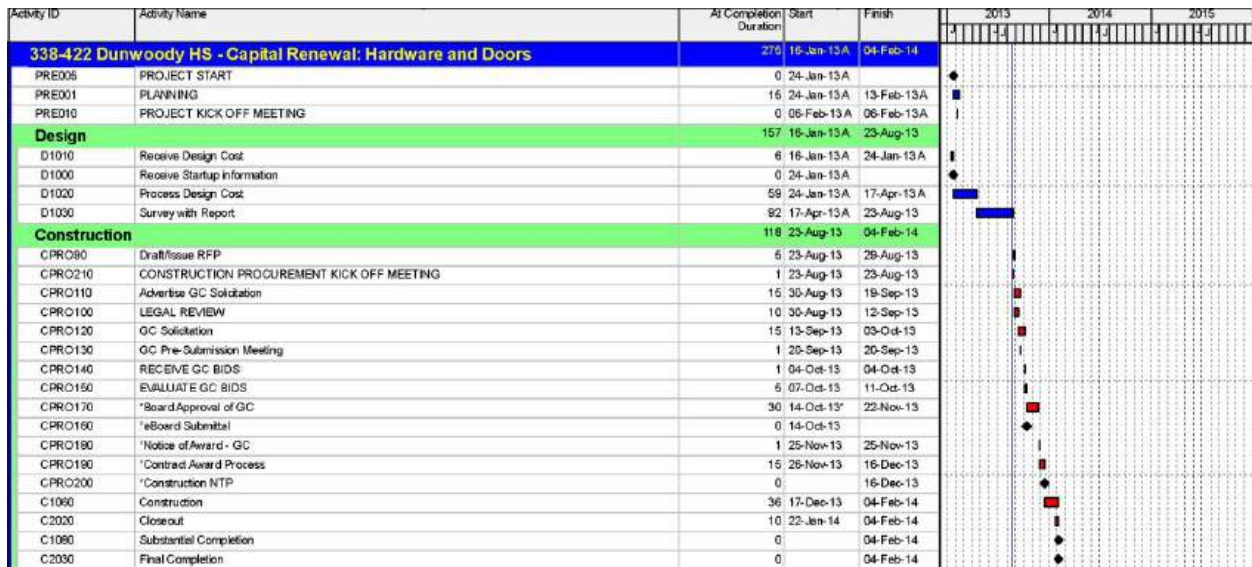 Activity ID Activity Name At Completion Start Finish 2013 2014 2015
Duration
338-422 Dunwoody HS - Capital Renewal: Hardware and Doors 276 16-Jan-13A 04-Feb-14
PRE005 PROJECT START 0 24-Jan-13A
PRE001 PLANNING 15 24-Jan-13A 13-Feb-13A
PRE010 PROJECT KICK OFF MEETING 0 06-Feb-13A 06-Feb-13A
Design 157 16-Jan-13A 23-Aug-13
D1010 Receive Design Cost 6 16-Jan-13A 24-Jan-13A
D1000 Receive Startup information 0 24-Jan-13A
D1020 Process Design Cost 59 24-Jan-13A 17-Apr-13A
D1030 Survey with Report 92 17-Apr-13A 23-Aug-13
Construction 118 23-Aug-13 04-Feb-14
CPRO90 Draft/Issue RFP 5 23-Aug-13 29-Aug-13
CPRO210 CONSTRUCTION PROCUREMENT KICK OFF MEETING 1 23-Aug-13 23-Aug-13
CPRO110 Advertise GC Solicitation 15 30-Aug-13 19-Sep-13
CPRO100 LEGAL REVIEW 10 30-Aug-13 12-Sep-13
CPRO120 GC Solicitation 15 13-Sep-13 03-Oct-13
CPRO130 GC Pre-Submission Meeting 1 20-Sep-13 20-Sep-13
CPRO140 RECEIVE GC BIDS 1 04-Oct-13 04-Oct-13
CPRO150 EVALUATE GC BIDS 5 07-Oct-13 11-Oct-13
CPRO170 *Board Approval of GC 30 14-Oct-13* 22-Nov-13
CPRO160 *eBoard Submittal 0 14-Oct-13
CPRO180 *Notice of Award - GC 1 25-Nov-13 25-Nov-13
CPRO190 *Contract Award Process 15 26-Nov-13 16-Dec-13
CPRO200 *Construction NTP 0 16-Dec-13
C1060 Construction 36 17-Dec-13 04-Feb-14
C2020 Closeout 10 22-Jan-14 04-Feb-14
C1080 Substantial Completion 0 04-Feb-14
C2030 Final Completion 0 04-Feb-14